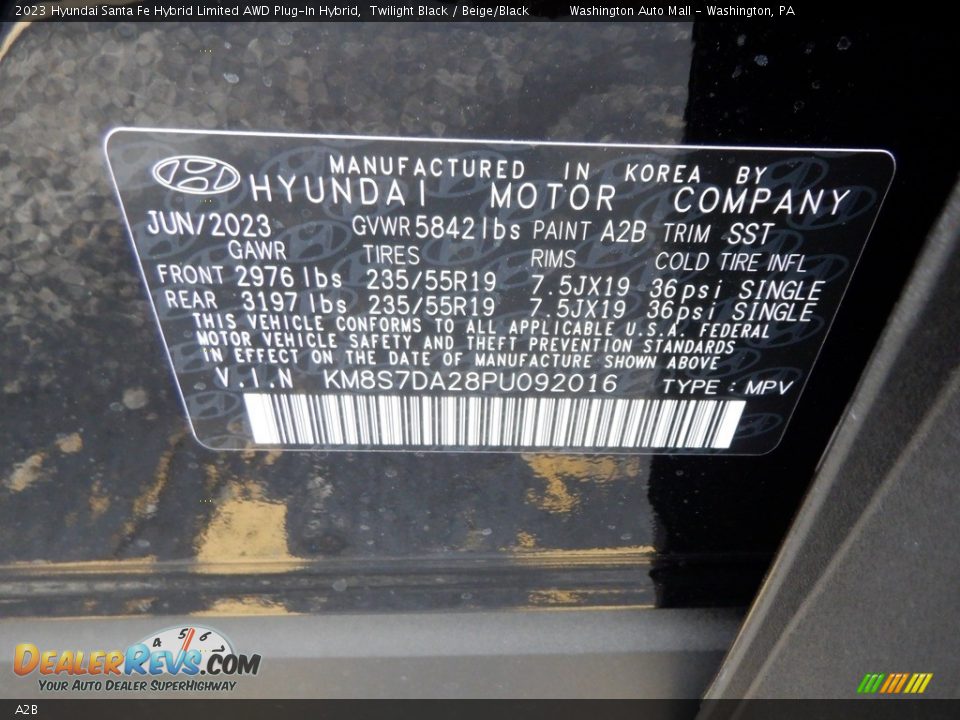 2023 Hyundai Santa Fe Hybrid Limited AWD Plug-In Hybrid, Twilight Black / Beige/Black Washington Auto Mall - Washington, PA
MANUFACTURED IN KOREA BY
HYUNDAI MOTOR COMPANY
JUN/2023 GVWR 5842 lbs PAINT A2B TRIM SST
GAWR TIRES RIMS COLD TIRE INFL
FRONT 2976 lbs 235/55R19 7.5JX19 36psi SINGLE
REAR 3197 lbs 235/55R19 7.5JX19 36psi SINGLE
THIS VEHICLE CONFORMS TO ALL APPLICABLE U.S.A. FEDERAL
MOTOR VEHICLE SAFETY AND THEFT PREVENTION STANDARDS
IN EFFECT ON THE DATE OF MANUFACTURE SHOWN ABOVE
V.I.N KM8S7DA28PU092016 TYPE : MPV
4 5 6
DEALERREVS.COM
YOUR AUTO DEALER SUPERHIGHWAY
A2B